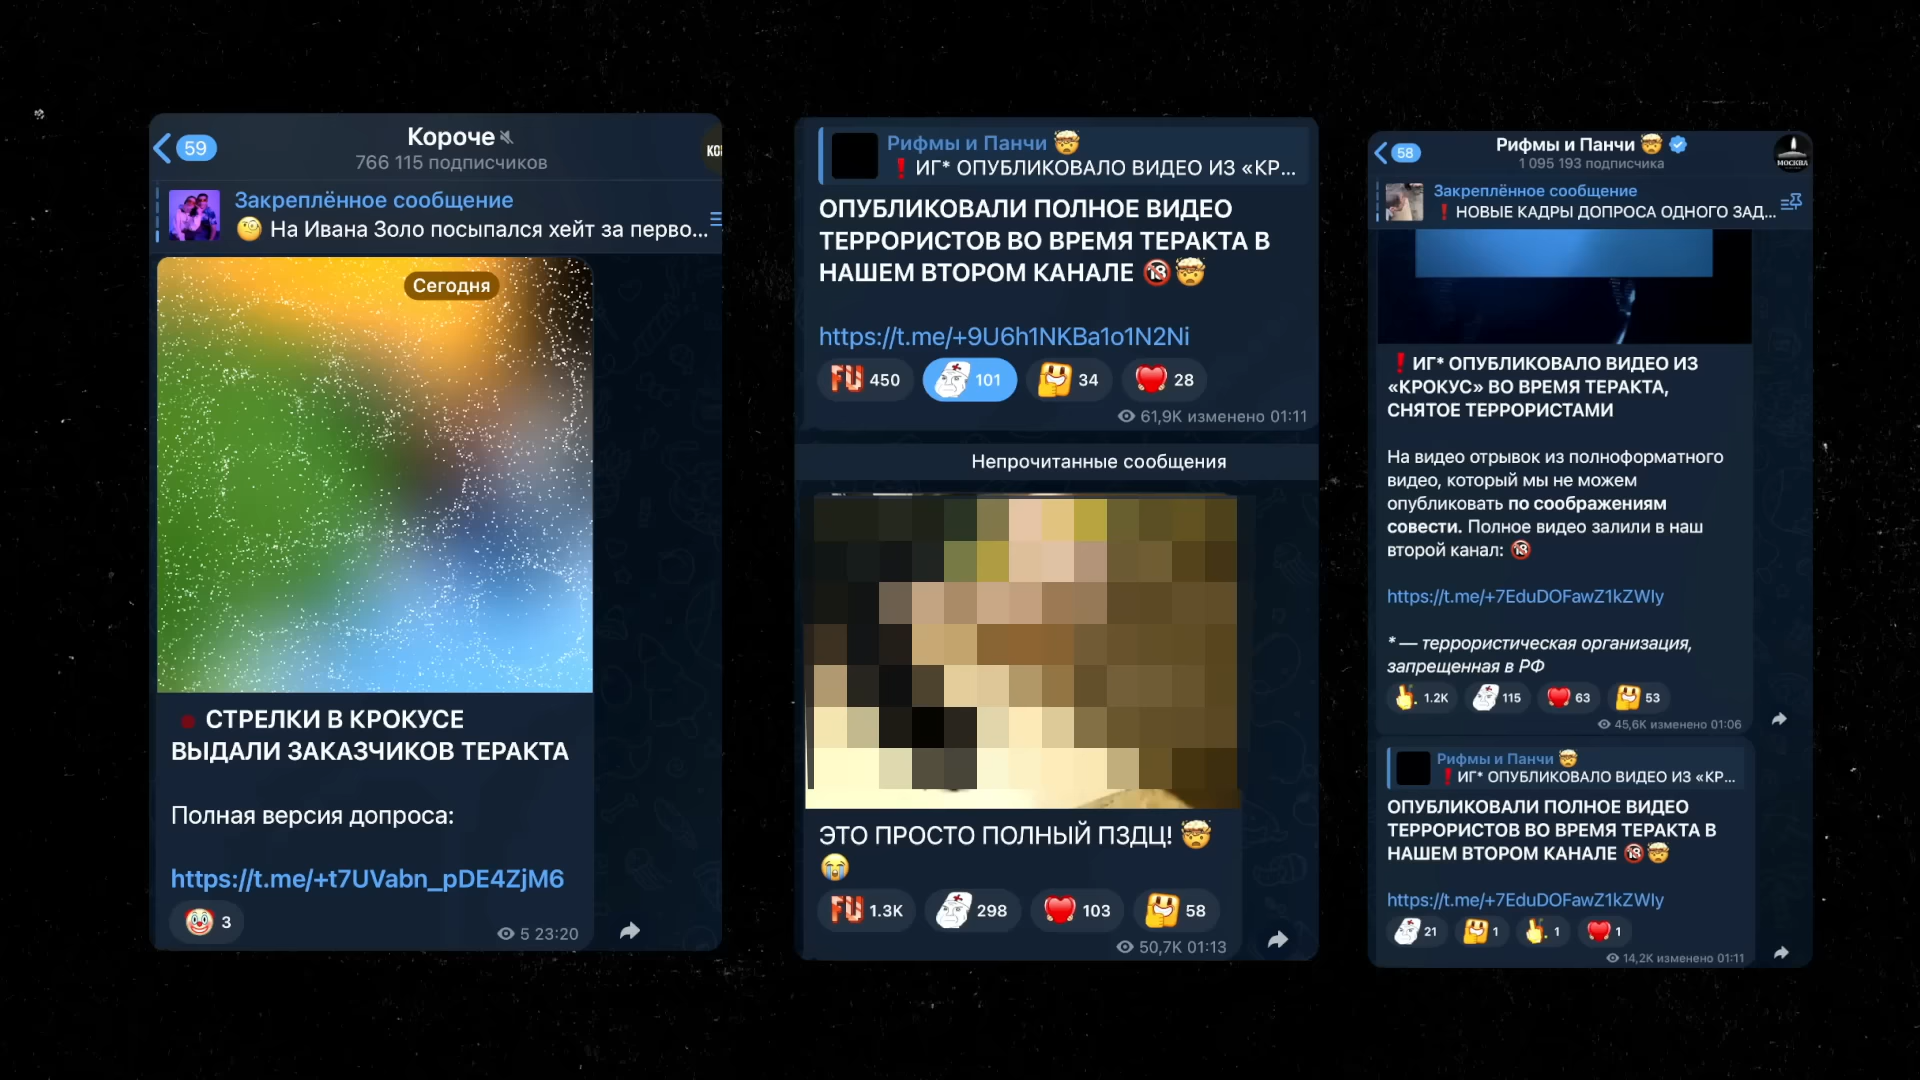 59
Короче
766 115 подписчиков
Закреплённое сообщение
На Ивана Золо посыпался хейт за перво...
Сегодня
СТРЕЛКИ В КРОКУСЕ
ВЫДАЛИ ЗАКАЗЧИКОВ ТЕРАКТА
Полная версия допроса:
https://t.me/+t7UVabn_pDE4ZjM6
3
5 23:20
Рифмы и Панчи 🤯
❗ ИГ* ОПУБЛИКОВАЛО ВИДЕО ИЗ «КР...
ОПУБЛИКОВАЛИ ПОЛНОЕ ВИДЕО
ТЕРРОРИСТОВ ВО ВРЕМЯ ТЕРАКТА В
НАШЕМ ВТОРОМ КАНАЛЕ 🔞🤯
https://t.me/+9U6h1NKBa1o1N2Ni
FU 450 101 34 28
61,9K изменено 01:11
Непрочитанные сообщения
ЭТО ПРОСТО ПОЛНЫЙ ПЗДЦ! 🤯
😭
FU 1.3K 298 103 58
50,7K 01:13
58
Рифмы и Панчи 🤯
1 095 193 подписчика
МОСКВА
Закреплённое сообщение
❗ НОВЫЕ КАДРЫ ДОПРОСА ОДНОГО ЗАД...
❗ ИГ* ОПУБЛИКОВАЛО ВИДЕО ИЗ
«КРОКУС» ВО ВРЕМЯ ТЕРАКТА,
СНЯТОЕ ТЕРРОРИСТАМИ
На видео отрывок из полноформатного
видео, который мы не можем
опубликовать по соображениям
совести. Полное видео залили в наш
второй канал: 🔞
https://t.me/+7EduDOFawZ1kZWIy
* — террористическая организация,
запрещенная в РФ
1.2K 115 63 53
45,6K изменено 01:06
Рифмы и Панчи 🤯
❗ ИГ* ОПУБЛИКОВАЛО ВИДЕО ИЗ «КР...
ОПУБЛИКОВАЛИ ПОЛНОЕ ВИДЕО
ТЕРРОРИСТОВ ВО ВРЕМЯ ТЕРАКТА В
НАШЕМ ВТОРОМ КАНАЛЕ 🔞🤯
https://t.me/+7EduDOFawZ1kZWIy
21 1 1 1
14,2K изменено 01:11